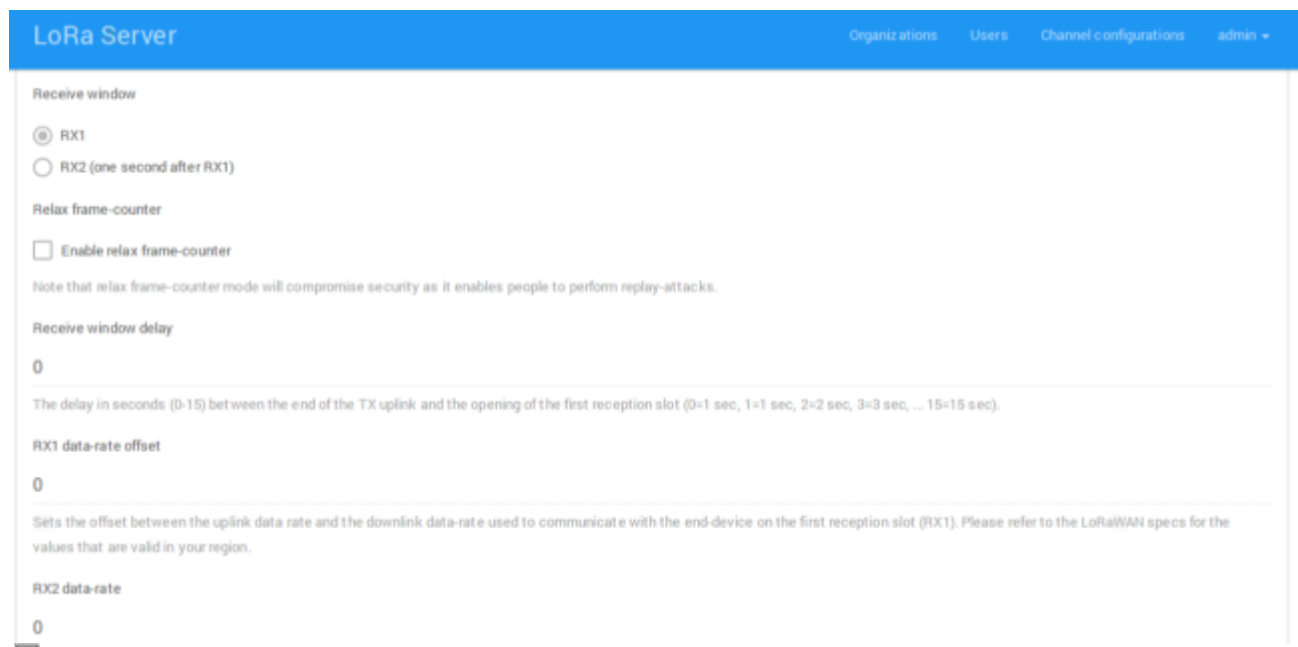 LoRa Server
Organizations Users Channel configurations admin
Receive window
RX1
RX2 (one second after RX1)
Relax frame-counter
Enable relax frame-counter
Note that relax frame-counter mode will compromise security as it enables people to perform replay-attacks.
Receive window delay
0
The delay in seconds (0-15) between the end of the TX uplink and the opening of the first reception slot (0=1 sec, 1=1 sec, 2=2 sec, 3=3 sec, ... 15=15 sec).
RX1 data-rate offset
0
Sets the offset between the uplink data rate and the downlink data-rate used to communicate with the end-device on the first reception slot (RX1). Please refer to the LoRaWAN specs for the
values that are valid in your region.
RX2 data-rate
0